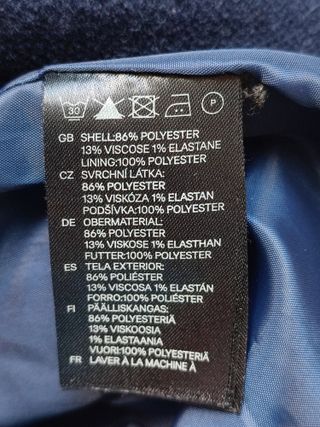 30 P
GB SHELL:86% POLYESTER
13% VISCOSE 1% ELASTANE
LINING:100% POLYESTER
CZ SVRCHNÍ LÁTKA:
86% POLYESTER
13% VISKÓZA 1% ELASTAN
PODŠÍVKA:100% POLYESTER
DE OBERMATERIAL:
86% POLYESTER
13% VISKOSE 1% ELASTHAN
FUTTER:100% POLYESTER
ES TELA EXTERIOR:
86% POLIÉSTER
13% VISCOSA 1% ELASTÁN
FORRO:100% POLIÉSTER
FI PÄÄLLISKANGAS:
86% POLYESTERIÄ
13% VISKOOSIA
1% ELASTAANIA
VUORI:100% POLYESTERIÄ
FR LAVER À LA MACHINE À